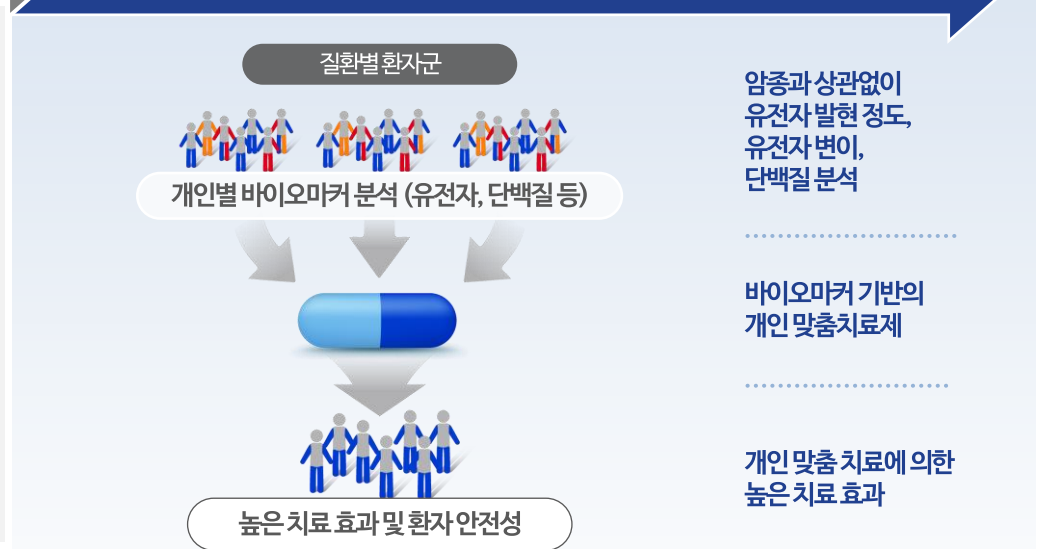 질환별 환자군
개인별 바이오마커 분석 (유전자, 단백질 등)
높은 치료 효과 및 환자 안전성
암종과 상관없이
유전자 발현 정도,
유전자 변이,
단백질 분석
바이오마커 기반의
개인 맞춤치료제
개인 맞춤 치료에 의한
높은 치료 효과